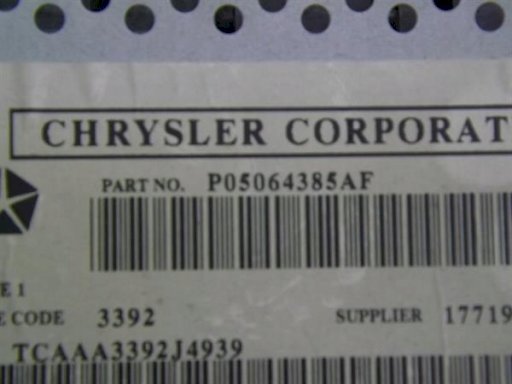 CHRYSLER CORPORAT
PART NO. P05064385AF
E 1
E CODE 3392 SUPPLIER 17719
TCAAA3392J4939